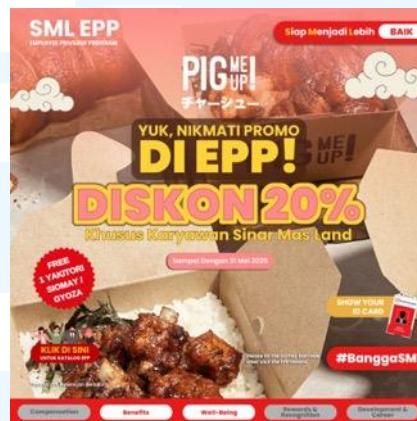 SML EPP
EMPLOYEE PRIVILEGE PROGRAM
Siap Menjadi Lebih BAIK
PIG ME UP!
チャーシュー
YUK, NIKMATI PROMO
DI EPP!
DISKON 20%
Khusus Karyawan Sinar Mas Land
Sampai Dengan 31 Mei 2025
FREE
1 YAKITORI
SIOMAY /
GYOZA
SHOW YOUR
ID CARD
KLIK DI SINI
UNTUK KATALOG EPP
#BanggaSM
Compensation
Benefits
Well-Being
Rewards &
Recognition
Development &
Career